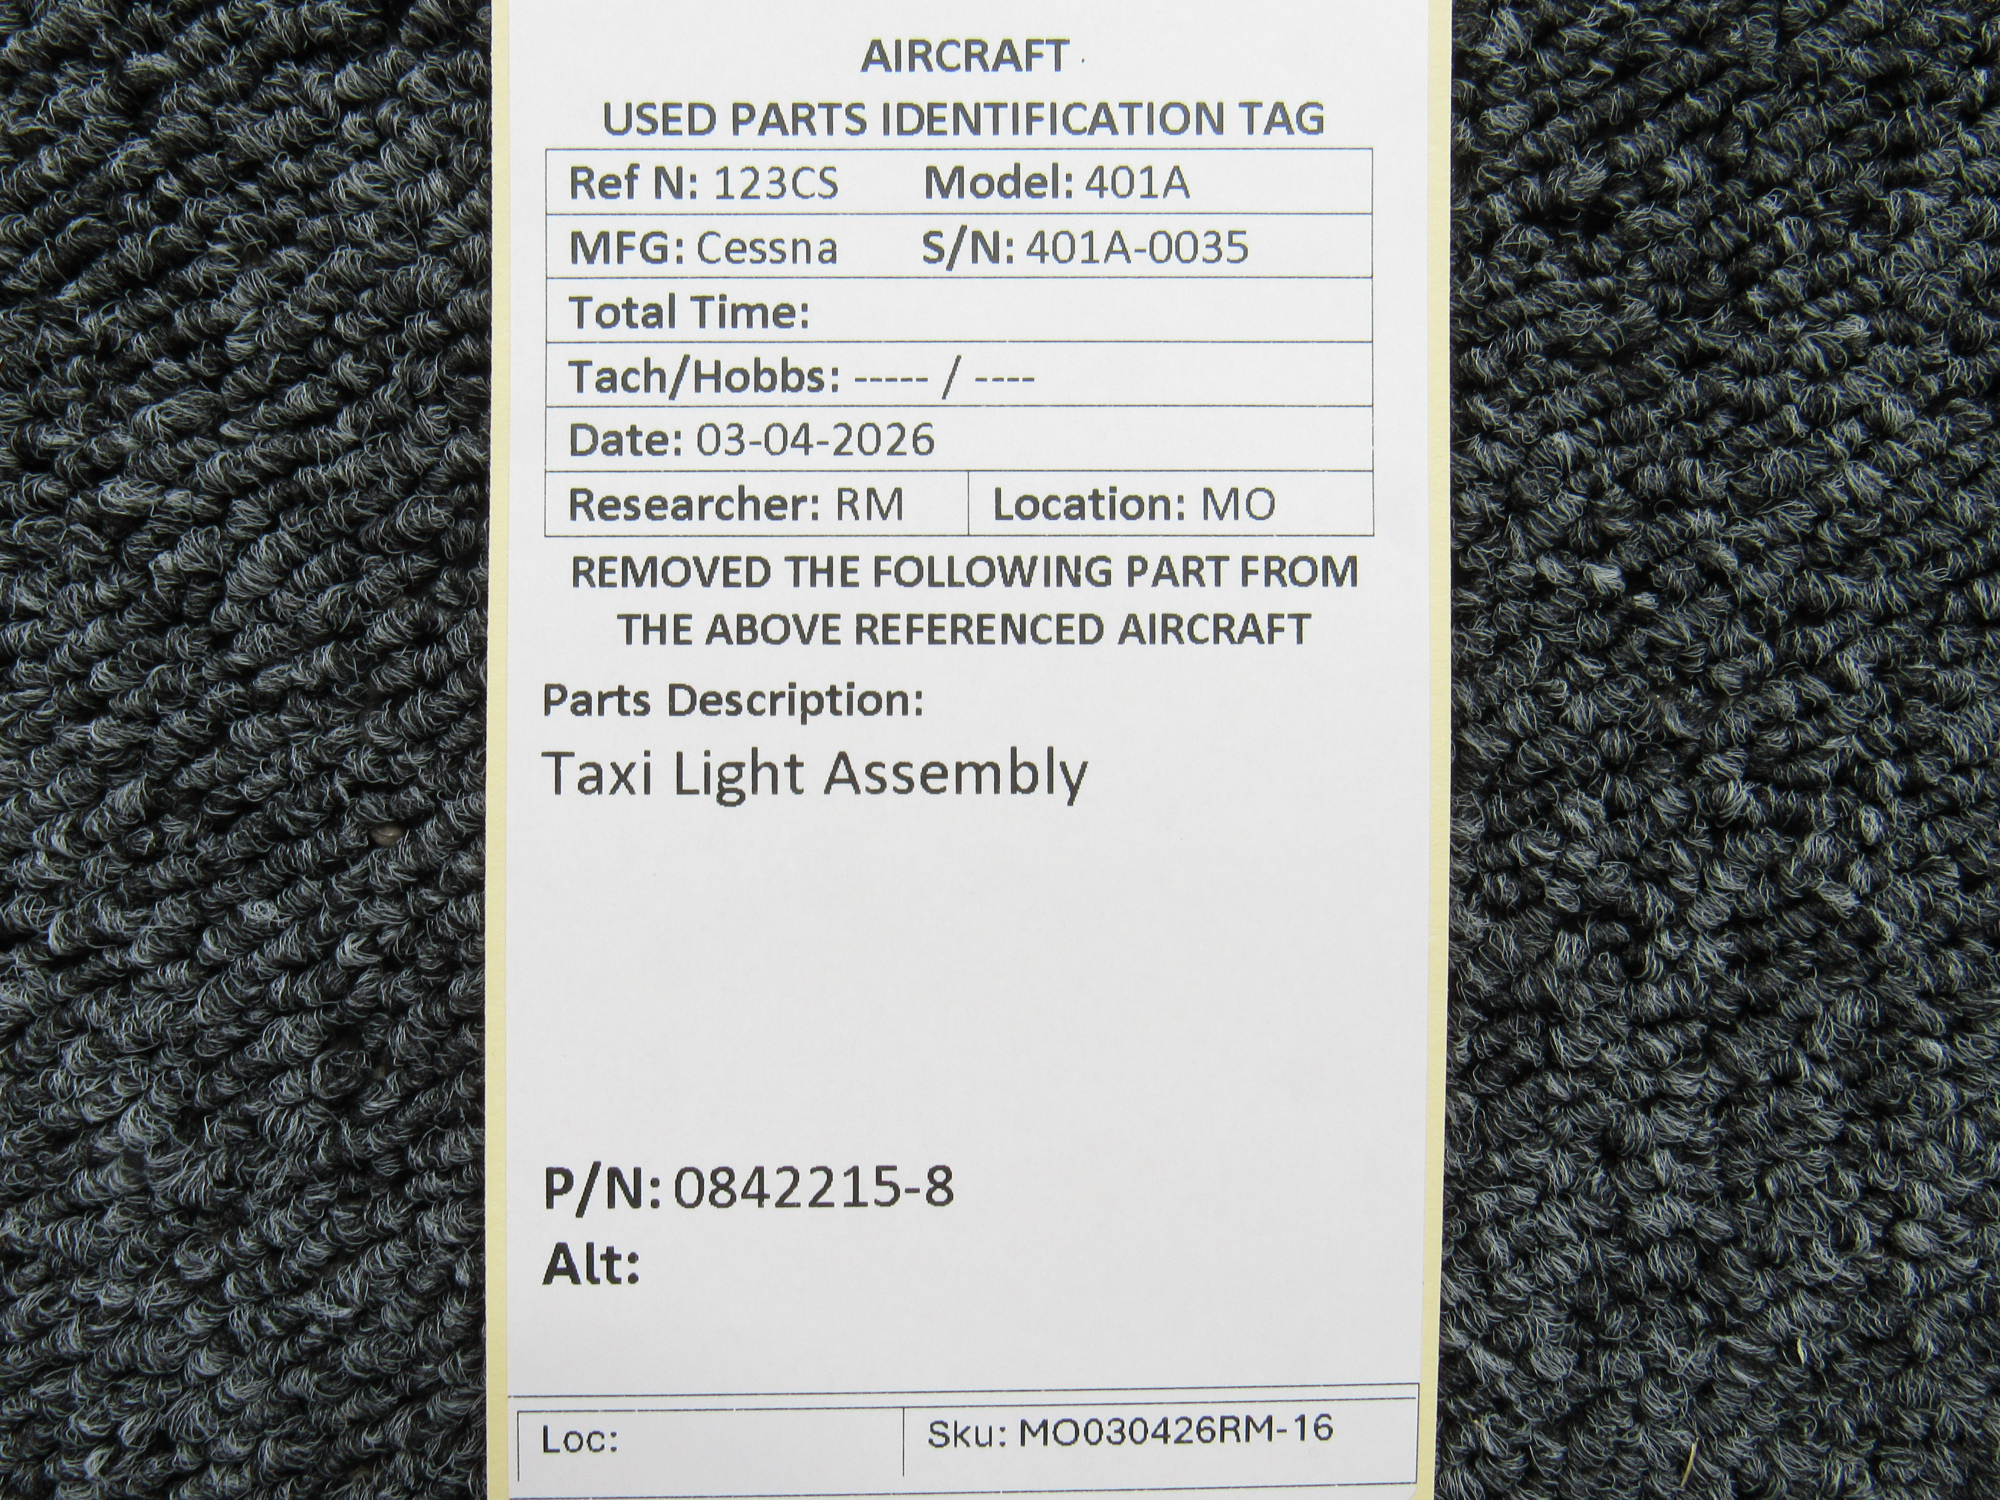 AIRCRAFT
USED PARTS IDENTIFICATION TAG
Ref N: 123CS Model: 401A
MFG: Cessna S/N: 401A-0035
Total Time:
Tach/Hobbs: ----- / ----
Date: 03-04-2026
Researcher: RM Location: MO
REMOVED THE FOLLOWING PART FROM
THE ABOVE REFERENCED AIRCRAFT
Parts Description:
Taxi Light Assembly
P/N: 0842215-8
Alt:
Loc: Sku: MO030426RM-16